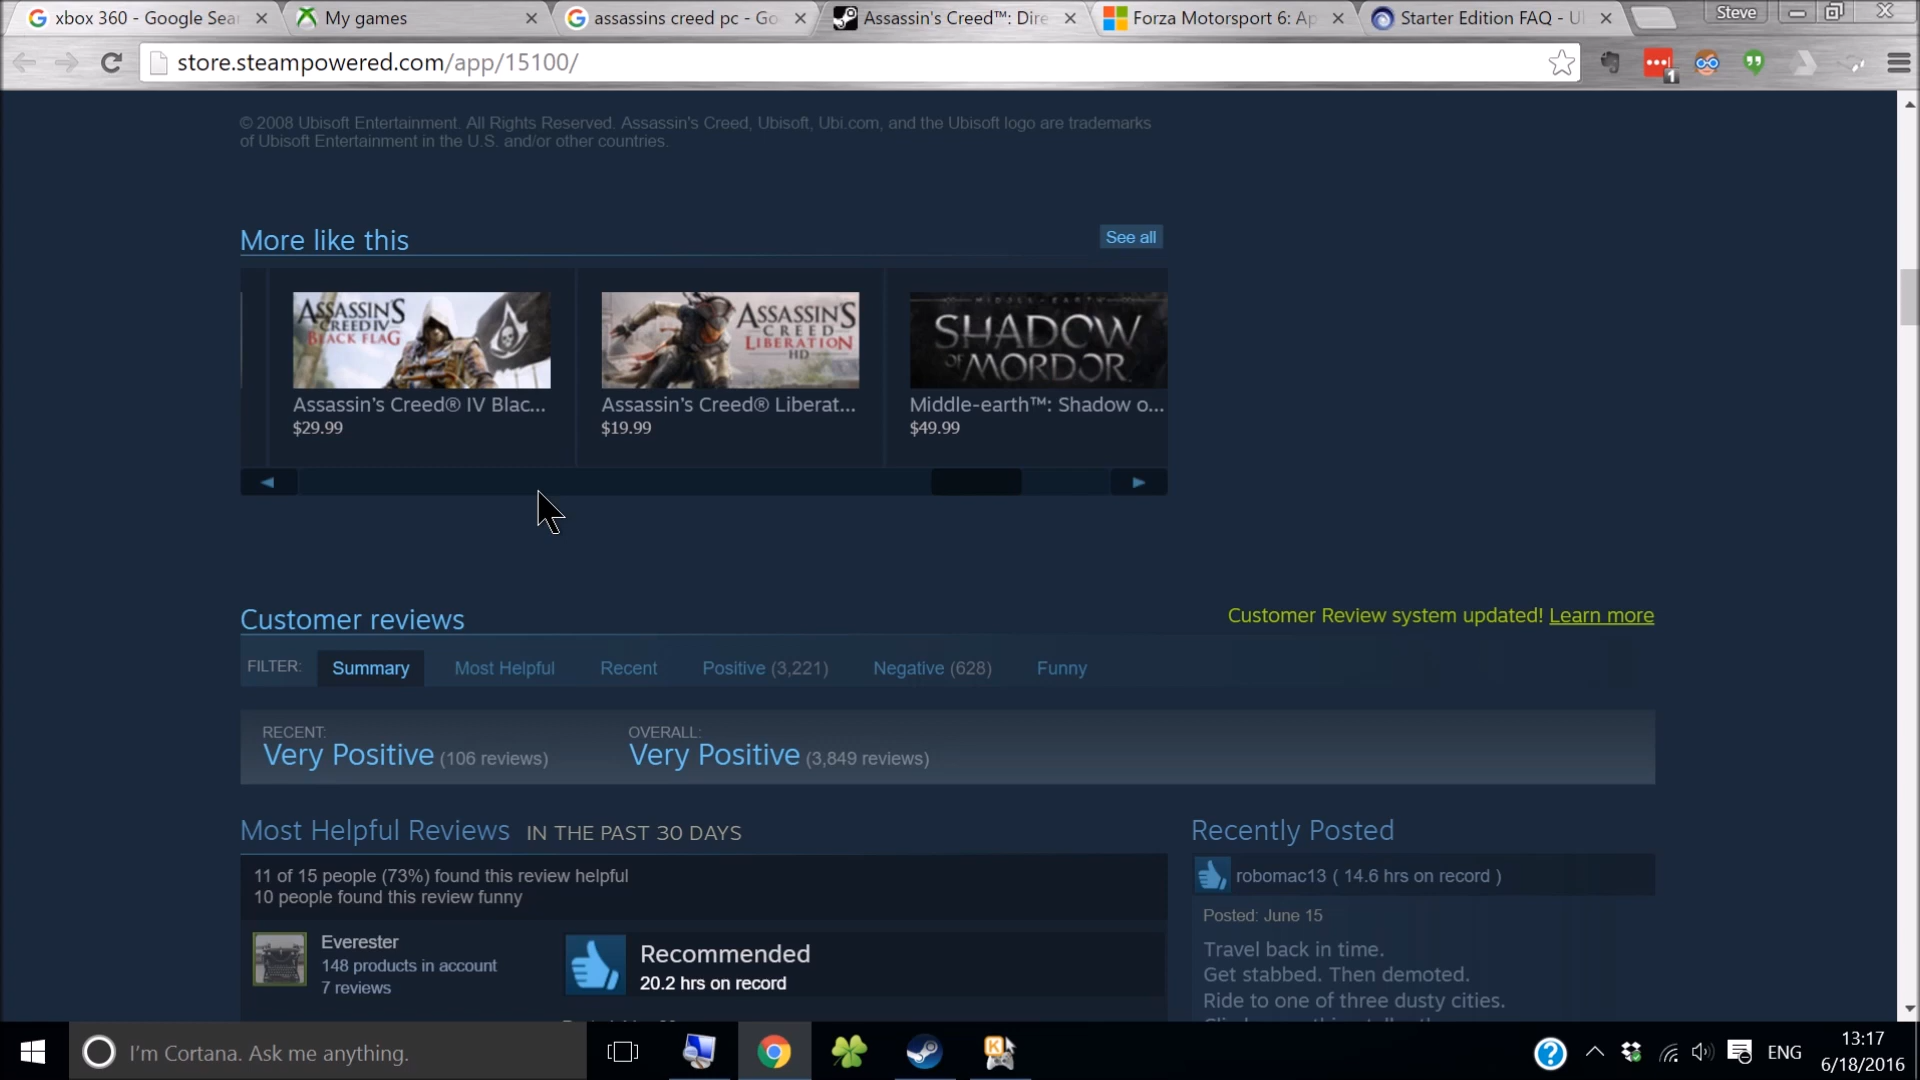 xbox 360 - Google Sear
My games
assassins creed pc - Go
Assassin's Creed™: Dire
Forza Motorsport 6: Ap
Starter Edition FAQ - U
Steve
store.steampowered.com/app/15100/
1
© 2008 Ubisoft Entertainment. All Rights Reserved. Assassin's Creed, Ubisoft, Ubi.com, and the Ubisoft logo are trademarks
of Ubisoft Entertainment in the U.S. and/or other countries.
More like this
See all
ASSASSIN'S
CREED IV
BLACK FLAG
ASSASSIN'S
CREED
LIBERATION
HD
MIDDLE-EARTH
SHADOW
OF MORDOR
Assassin's Creed® IV Blac...
Assassin's Creed® Liberat...
Middle-earth™: Shadow o...
$29.99
$19.99
$49.99
Customer reviews
Customer Review system updated! Learn more
FILTER:
Summary
Most Helpful
Recent
Positive (3,221)
Negative (628)
Funny
RECENT:
Very Positive (106 reviews)
OVERALL:
Very Positive (3,849 reviews)
Most Helpful Reviews IN THE PAST 30 DAYS
Recently Posted
11 of 15 people (73%) found this review helpful
10 people found this review funny
robomac13 ( 14.6 hrs on record )
Posted: June 15
Everester
148 products in account
7 reviews
Recommended
20.2 hrs on record
Travel back in time.
Get stabbed. Then demoted.
Ride to one of three dusty cities.
I'm Cortana. Ask me anything.
K
ENG
13:17
6/18/2016